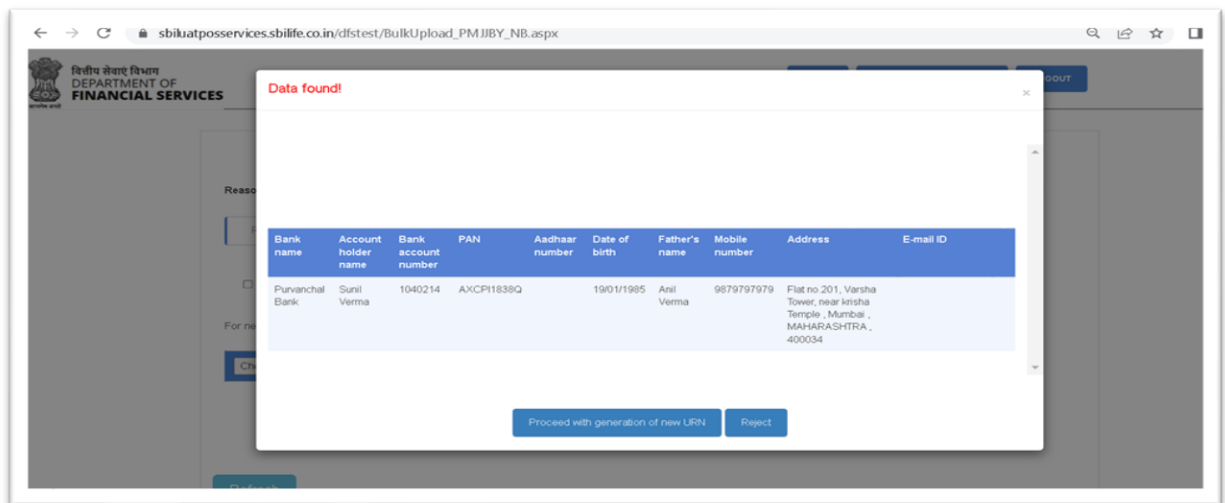 sbiluatposservices.sbilife.co.in/dfstest/BulkUpload_PMJJBY_NB.aspx
वित्तीय सेवाएं विभाग
DEPARTMENT OF
FINANCIAL SERVICES
Data found!
×
Bank name
Account holder name
Bank account number
PAN
Aadhaar number
Date of birth
Father's name
Mobile number
Address
E-mail ID
Purvanchal Bank
Sunil Verma
1040214
AXCPI1838Q
19/01/1985
Anil Verma
9879797979
Flat no.201, Varsha
Tower, near krisha
Temple , Mumbai ,
MAHARASHTRA ,
400034
For ne
Proceed with generation of new URN
Reject
Refresh